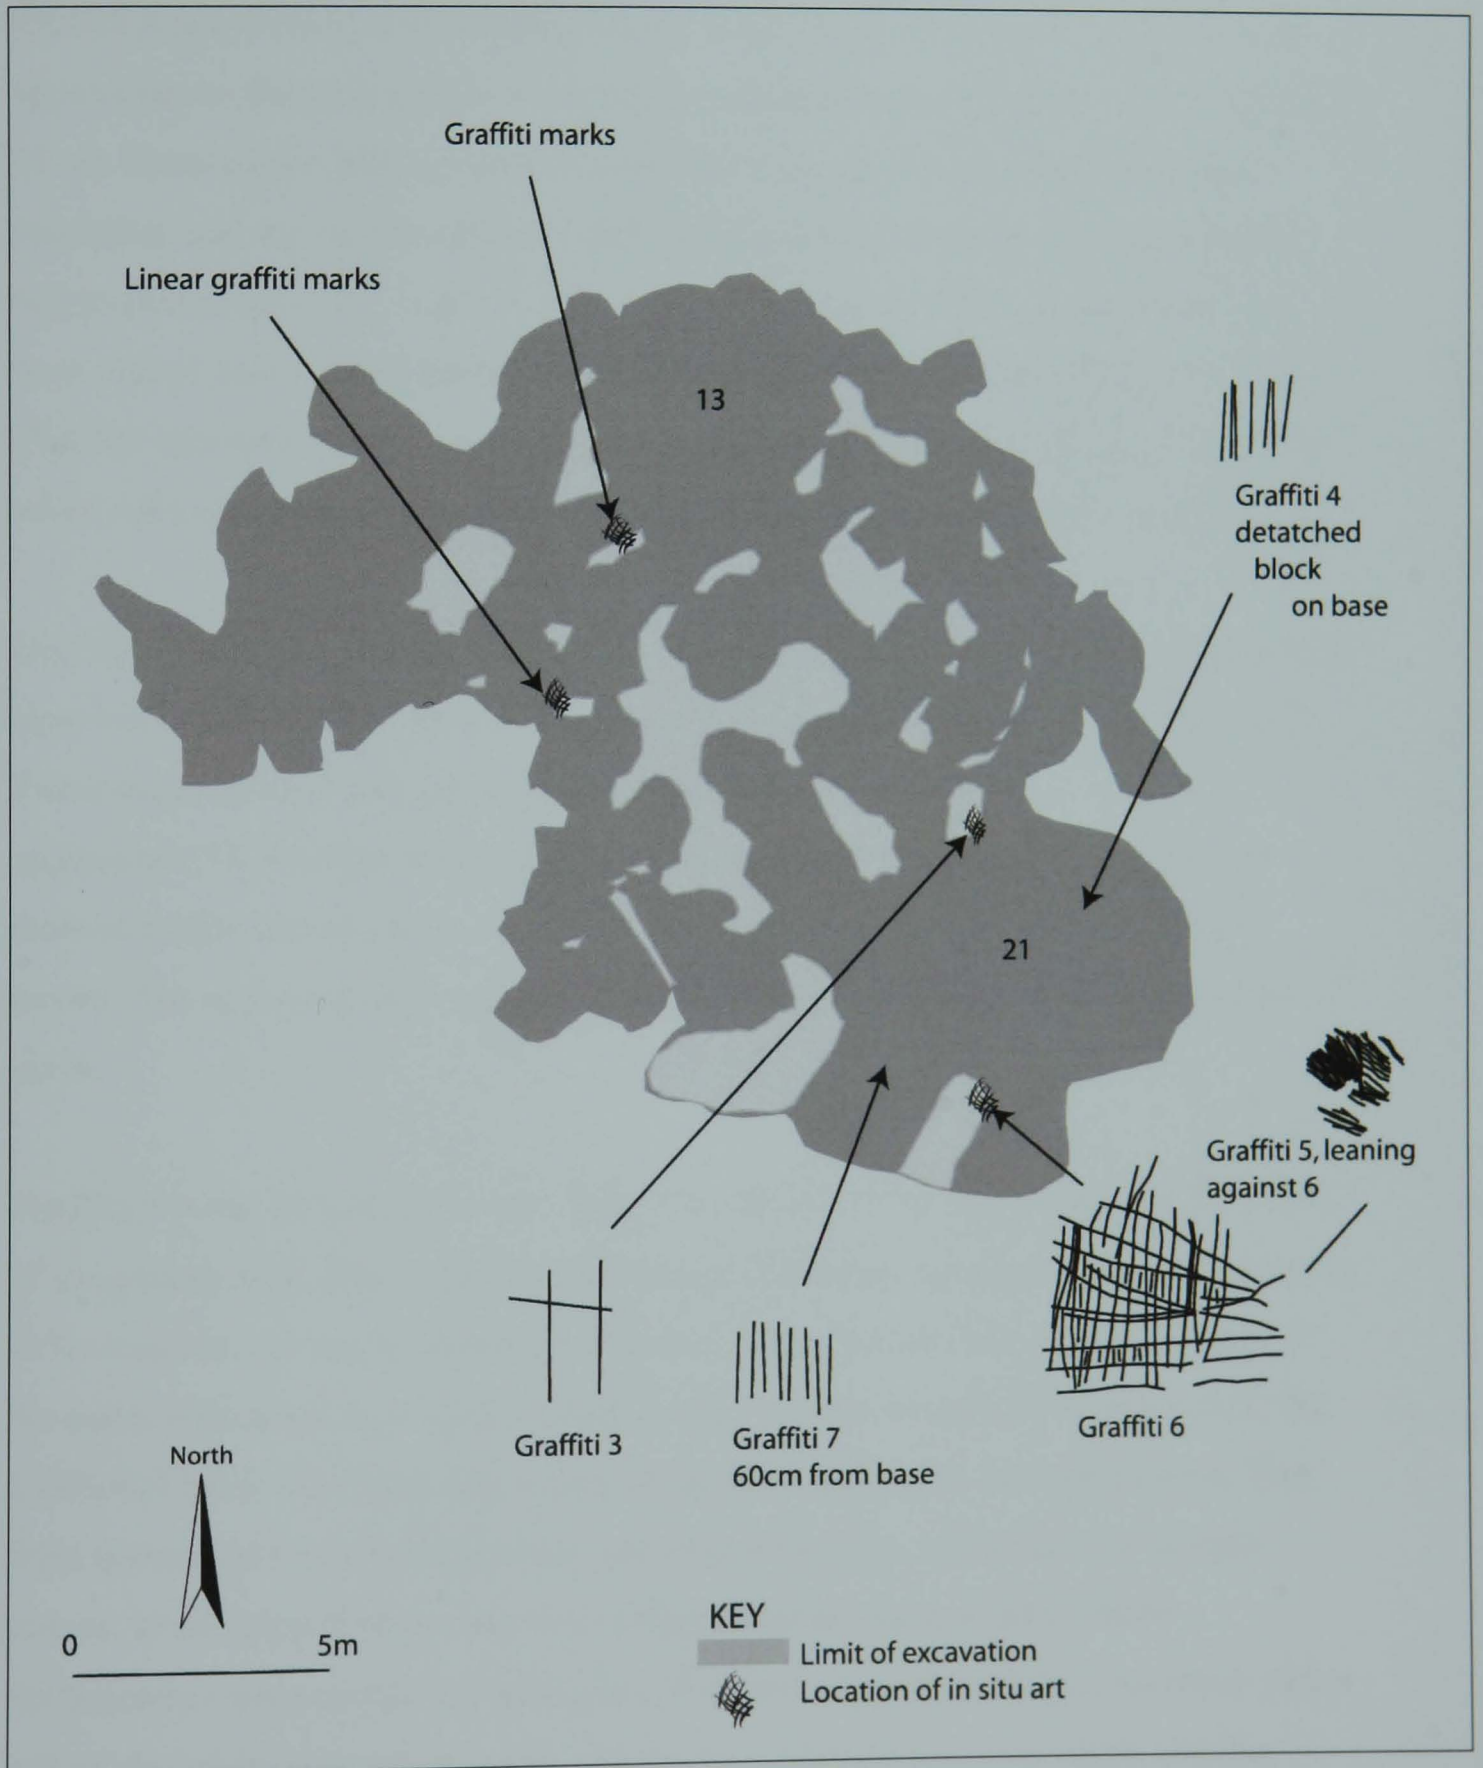 Graffiti marks
Linear graffiti marks
13
Graffiti 4
detatched
block
on base
21
Graffiti 5, leaning
against 6
Graffiti 3
Graffiti 7
60cm from base
Graffiti 6
North
0 5m
KEY
Limit of excavation
Location of in situ art